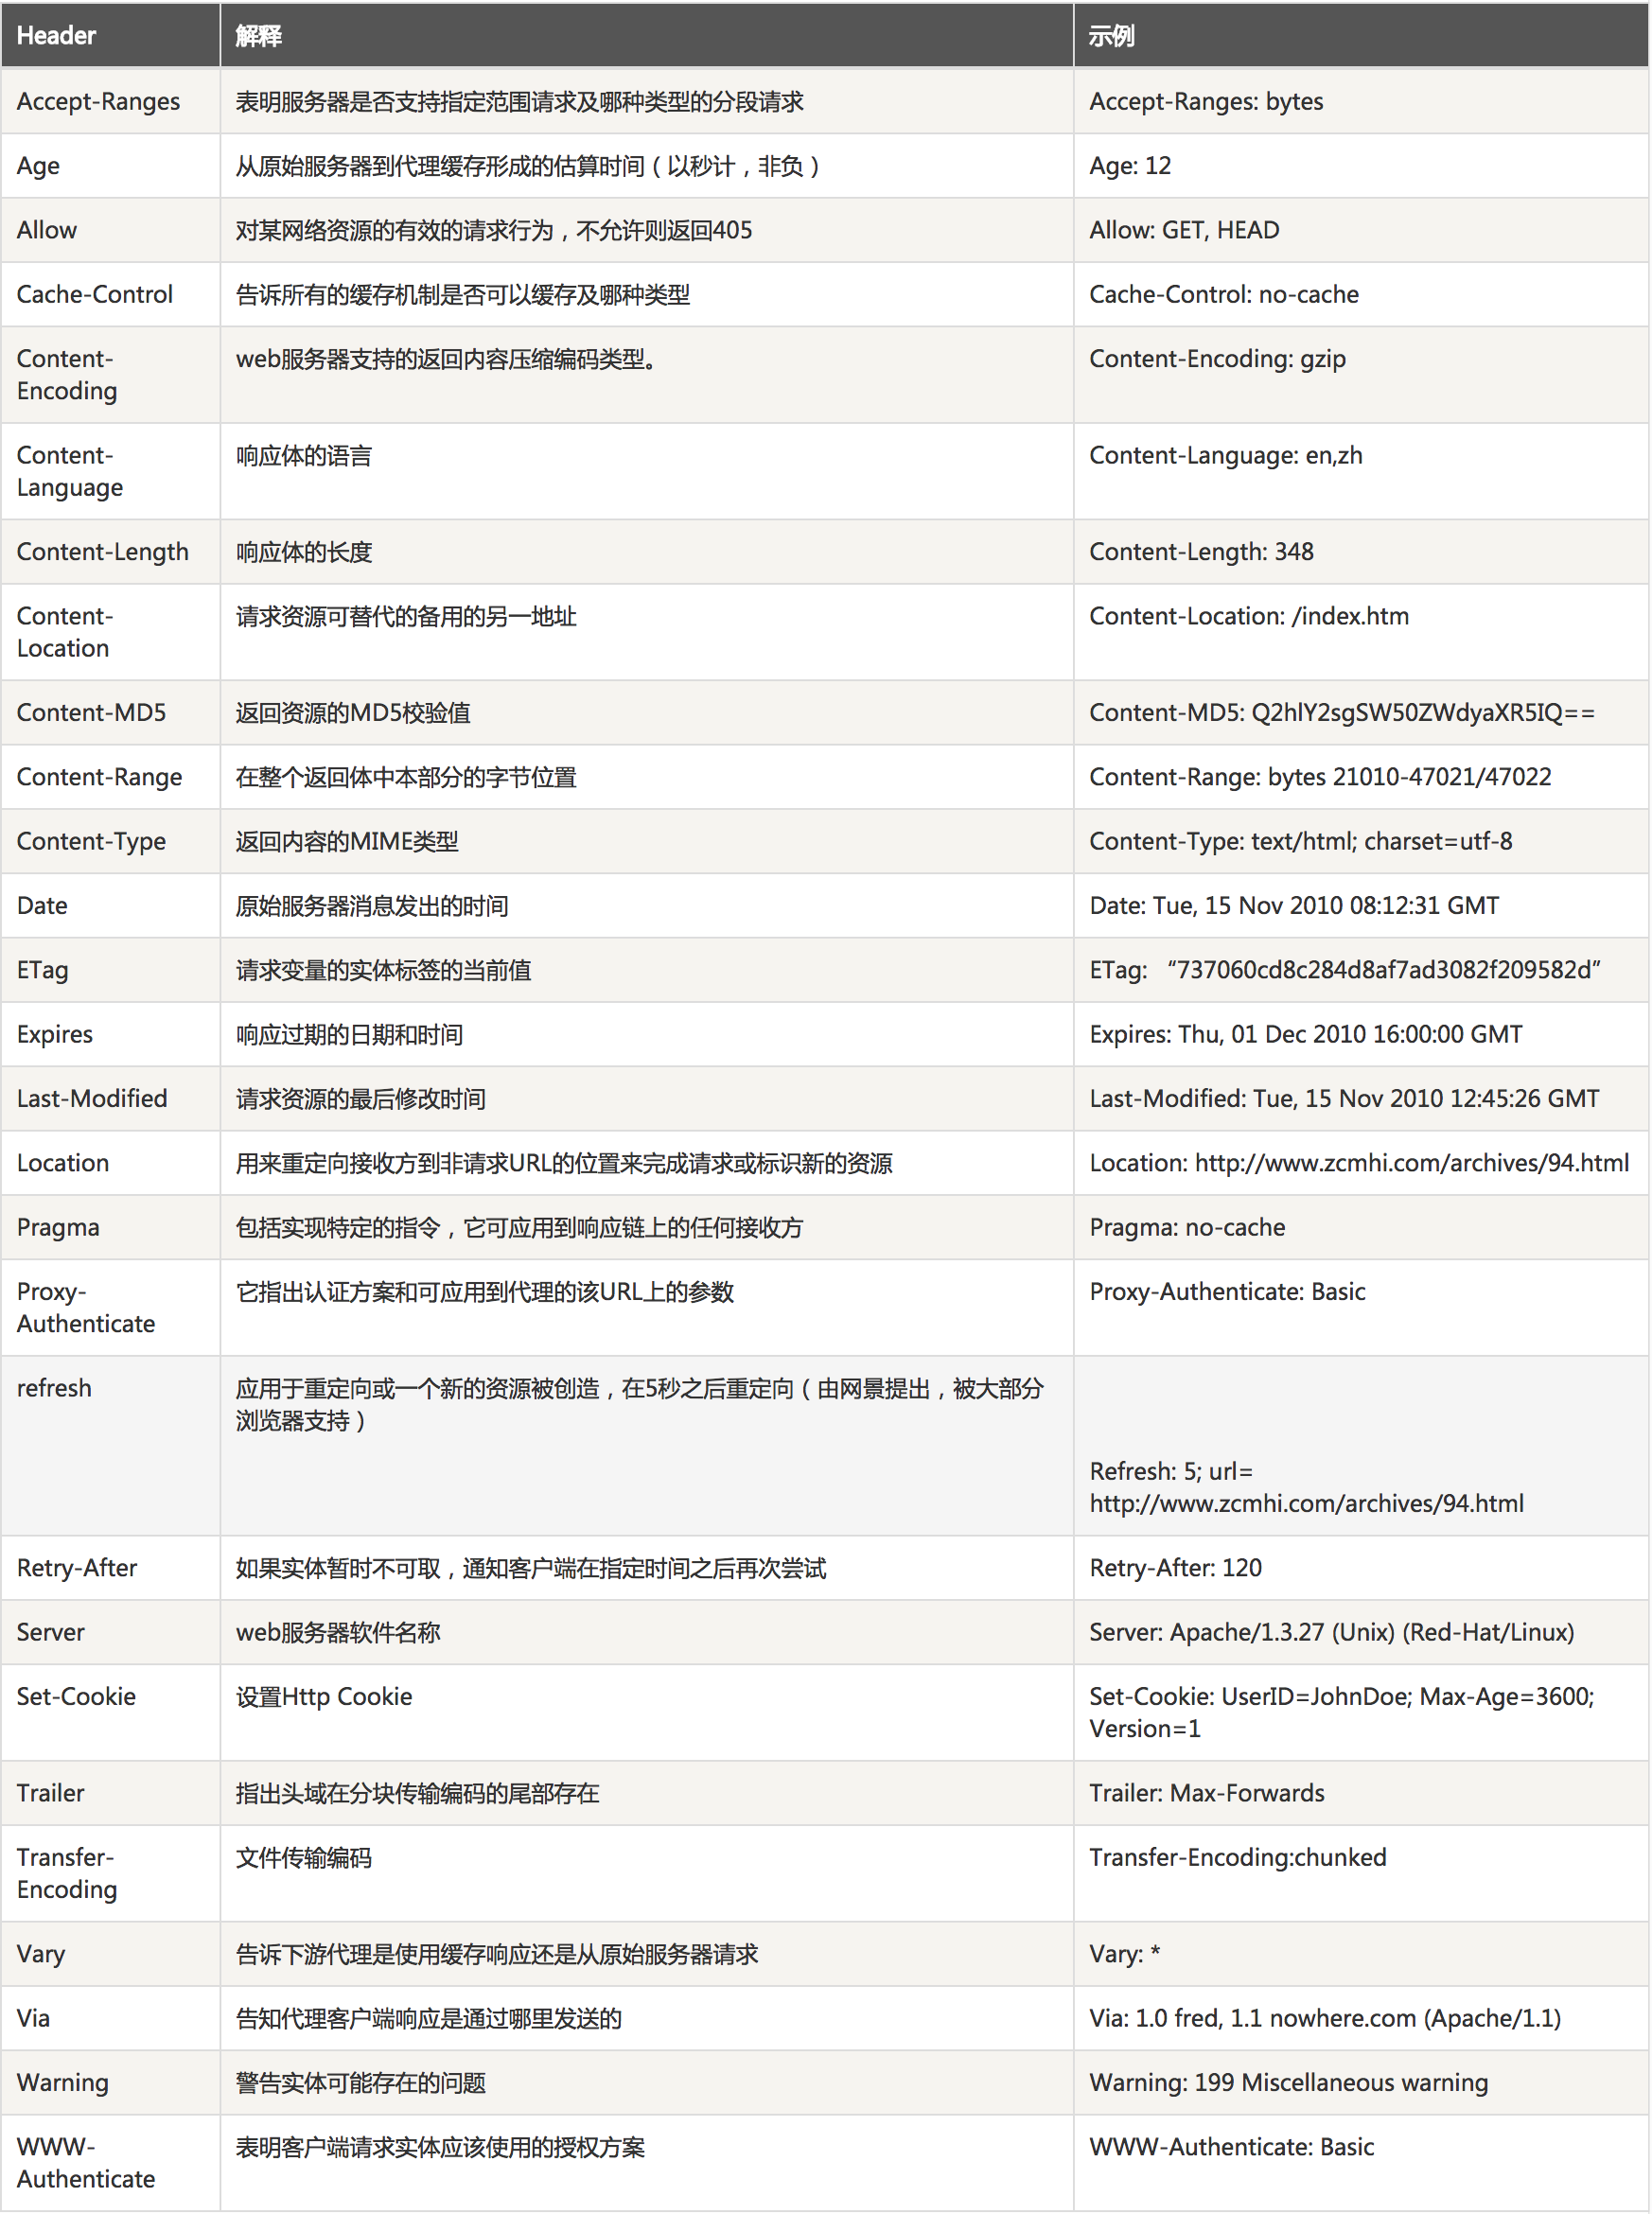 Header 解释 示例
Accept-Ranges 表明服务器是否支持指定范围请求及哪种类型的分段请求 Accept-Ranges: bytes
Age 从原始服务器到代理缓存形成的估算时间（以秒计，非负） Age: 12
Allow 对某网络资源的有效的请求行为，不允许则返回405 Allow: GET, HEAD
Cache-Control 告诉所有的缓存机制是否可以缓存及哪种类型 Cache-Control: no-cache
Content- web服务器支持的返回内容压缩编码类型。 Content-Encoding: gzip
Encoding
Content- 响应体的语言 Content-Language: en,zh
Language
Content-Length 响应体的长度 Content-Length: 348
Content- 请求资源可替代的备用的另一地址 Content-Location: /index.htm
Location
Content-MD5 返回资源的MD5校验值 Content-MD5: Q2hlY2sgSW50ZWdyaXR5IQ==
Content-Range 在整个返回体中本部分的字节位置 Content-Range: bytes 21010-47021/47022
Content-Type 返回内容的MIME类型 Content-Type: text/html; charset=utf-8
Date 原始服务器消息发出的时间 Date: Tue, 15 Nov 2010 08:12:31 GMT
ETag 请求变量的实体标签的当前值 ETag: “737060cd8c284d8af7ad3082f209582d”
Expires 响应过期的日期和时间 Expires: Thu, 01 Dec 2010 16:00:00 GMT
Last-Modified 请求资源的最后修改时间 Last-Modified: Tue, 15 Nov 2010 12:45:26 GMT
Location 用来重定向接收方到非请求URL的位置来完成请求或标识新的资源 Location: http://www.zcmhi.com/archives/94.html
Pragma 包括实现特定的指令，它可应用到响应链上的任何接收方 Pragma: no-cache
Proxy- 它指出认证方案和可应用到代理的该URL上的参数 Proxy-Authenticate: Basic
Authenticate
refresh 应用于重定向或一个新的资源被创造，在5秒之后重定向（由网景提出，被大部分
浏览器支持）
Refresh: 5; url=
http://www.zcmhi.com/archives/94.html
Retry-After 如果实体暂时不可取，通知客户端在指定时间之后再次尝试 Retry-After: 120
Server web服务器软件名称 Server: Apache/1.3.27 (Unix) (Red-Hat/Linux)
Set-Cookie 设置Http Cookie Set-Cookie: UserID=JohnDoe; Max-Age=3600;
Version=1
Trailer 指出头域在分块传输编码的尾部存在 Trailer: Max-Forwards
Transfer- 文件传输编码 Transfer-Encoding:chunked
Encoding
Vary 告诉下游代理是使用缓存响应还是从原始服务器请求 Vary: *
Via 告知代理客户端响应是通过哪里发送的 Via: 1.0 fred, 1.1 nowhere.com (Apache/1.1)
Warning 警告实体可能存在的问题 Warning: 199 Miscellaneous warning
WWW- 表明客户端请求实体应该使用的授权方案 WWW-Authenticate: Basic
Authenticate